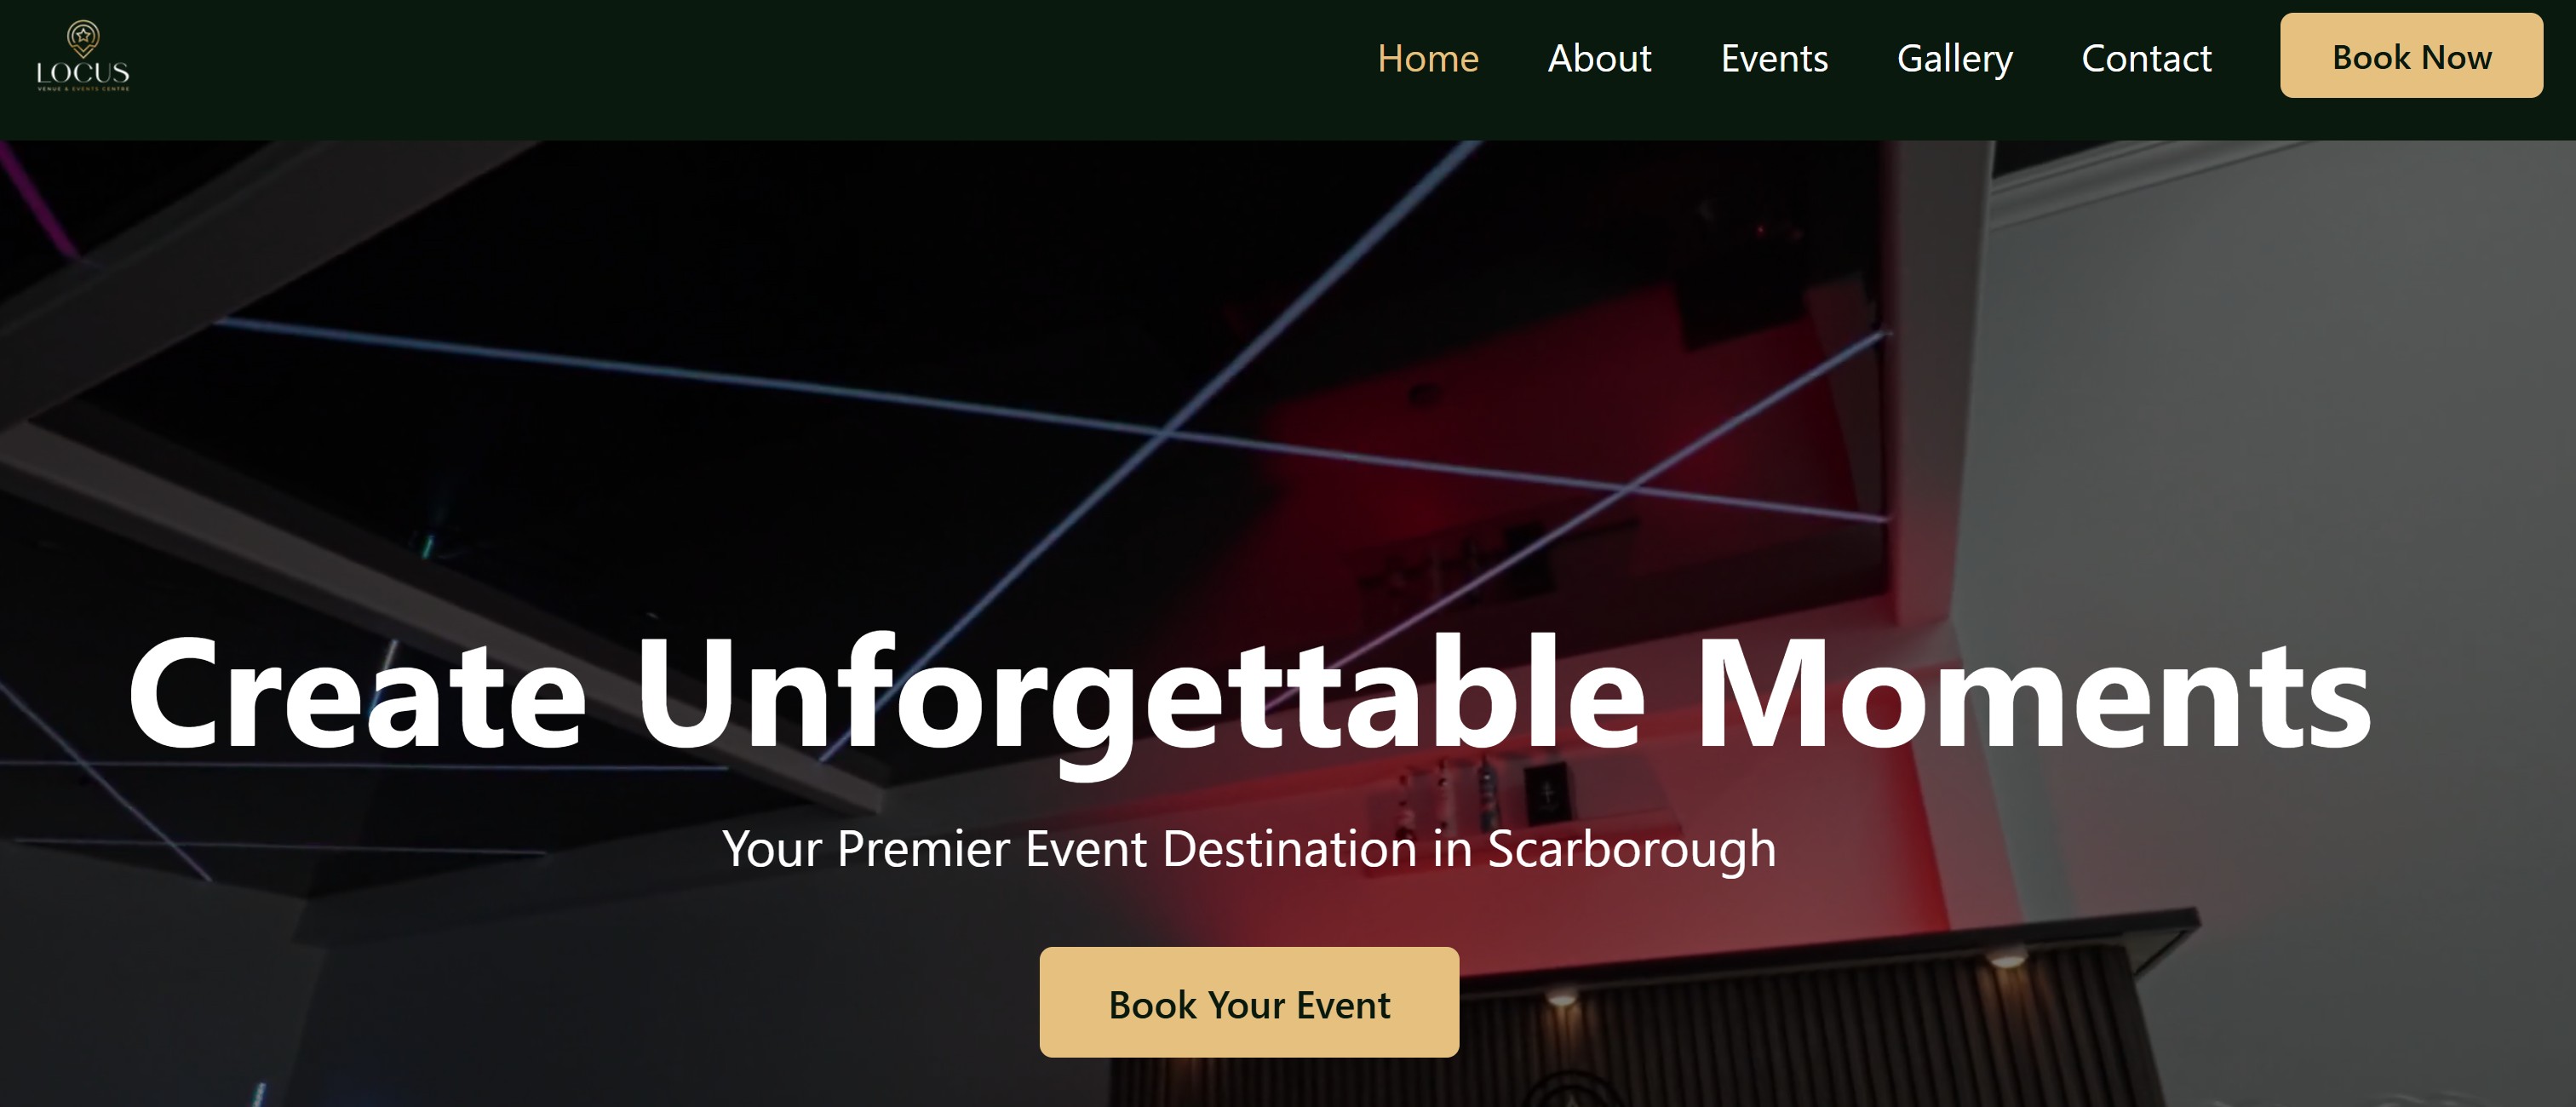 LOCUS
VENUE & EVENTS CENTRE
Home
About
Events
Gallery
Contact
Book Now
Create Unforgettable Moments
Your Premier Event Destination in Scarborough
Book Your Event